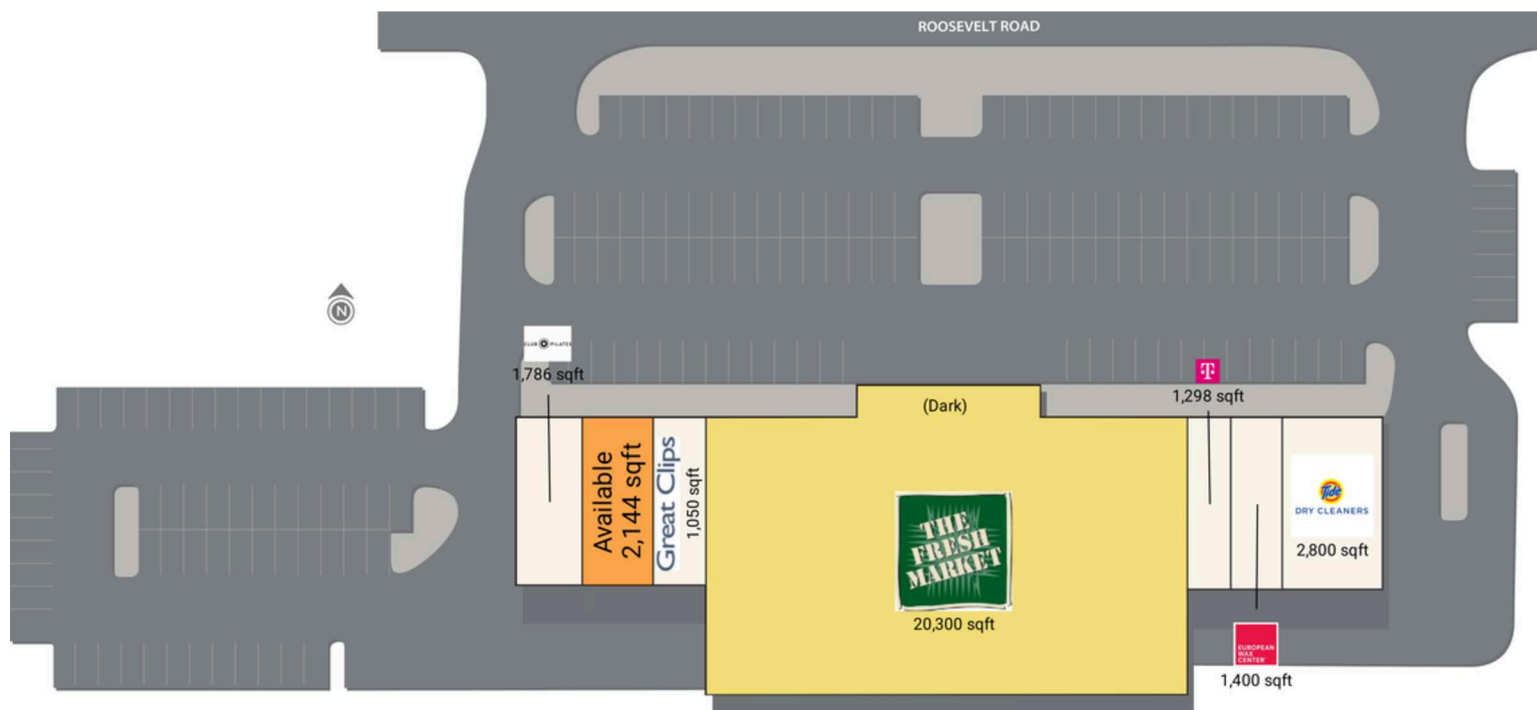 ROOSEVELT ROAD
N
CLUB PILATES
1,786 sqft
T
1,298 sqft
(Dark)
Available
2,144 sqft
Great Clips
1,050 sqft
THE
FRESH
MARKET
20,300 sqft
Tide
DRY CLEANERS
2,800 sqft
EUROPEAN
WAX
CENTER
1,400 sqft